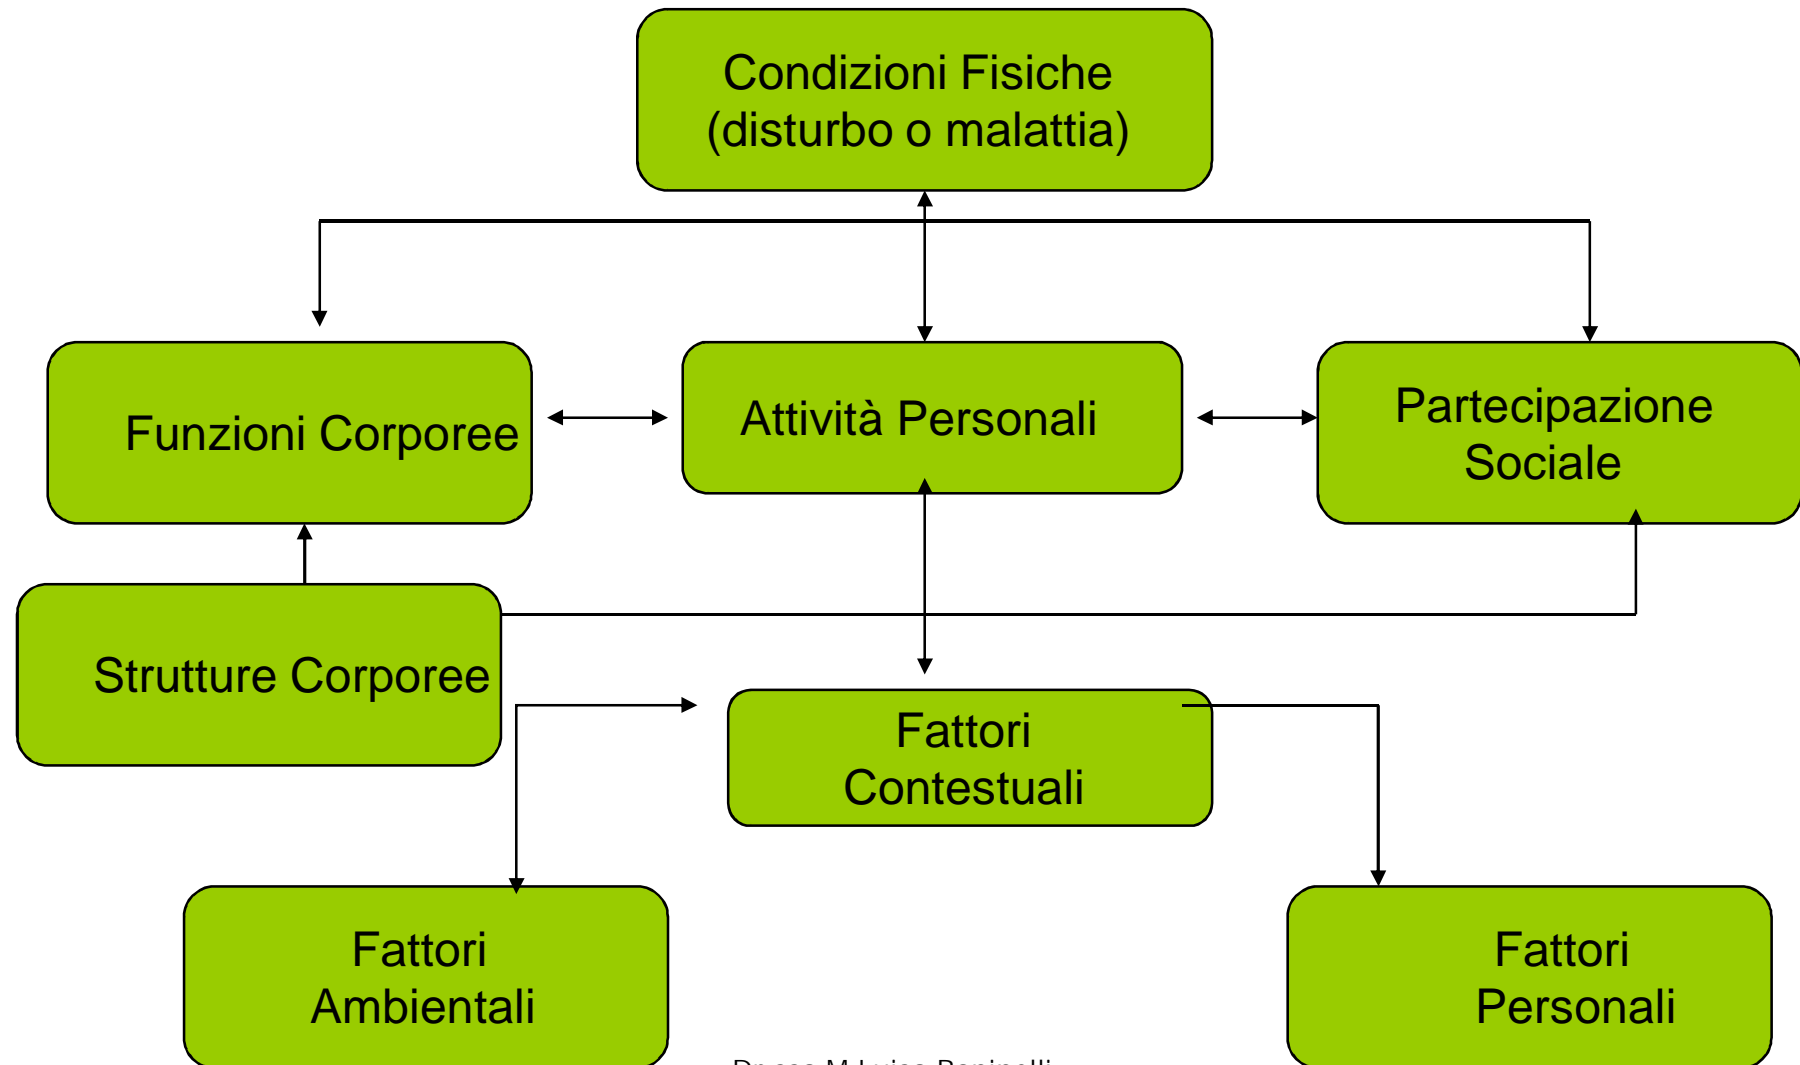 Condizioni Fisiche
(disturbo o malattia)
Funzioni Corporee
Attività Personali
Partecipazione
Sociale
Strutture Corporee
Fattori
Contestuali
Fattori
Ambientali
Fattori
Personali